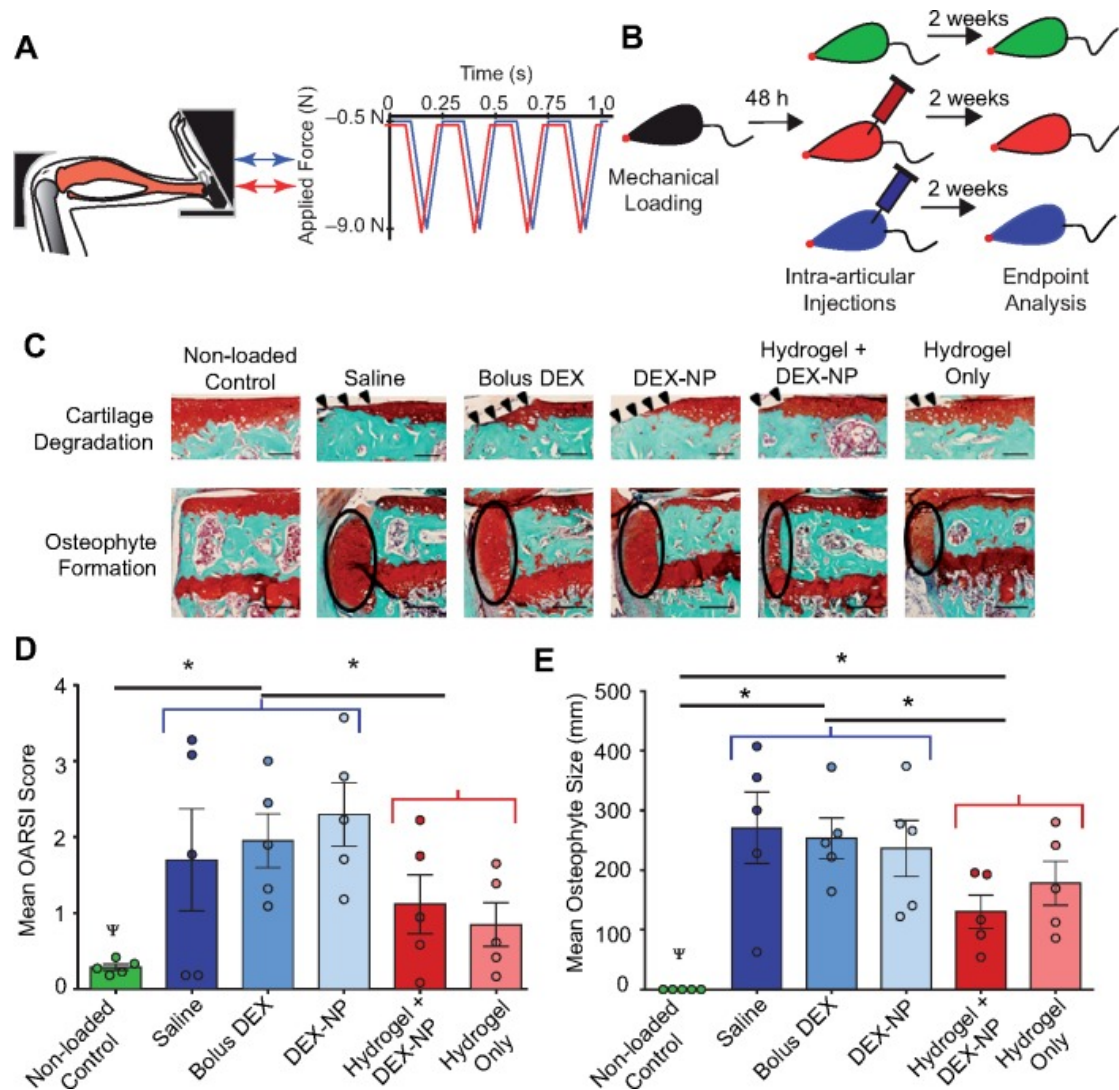 A
Time (s)
0 0.25 0.5 0.75 1.0
Applied Force (N)
–0.5 N
–9.0 N
B
Mechanical
Loading
48 h
2 weeks
2 weeks
2 weeks
Intra-articular
Injections
Endpoint
Analysis
C
Non-loaded
Control
Saline
Bolus DEX
DEX-NP
Hydrogel +
DEX-NP
Hydrogel
Only
Cartilage
Degradation
Osteophyte
Formation
D
* *
Mean OARSI Score
4
3
2
1
0
Ψ
Non-loaded
Control
Saline
Bolus DEX
DEX-NP
Hydrogel +
DEX-NP
Hydrogel
Only
E
*
* *
Mean Osteophyte Size (mm)
500
400
300
200
100
0
Ψ
Non-loaded
Control
Saline
Bolus DEX
DEX-NP
Hydrogel +
DEX-NP
Hydrogel
Only